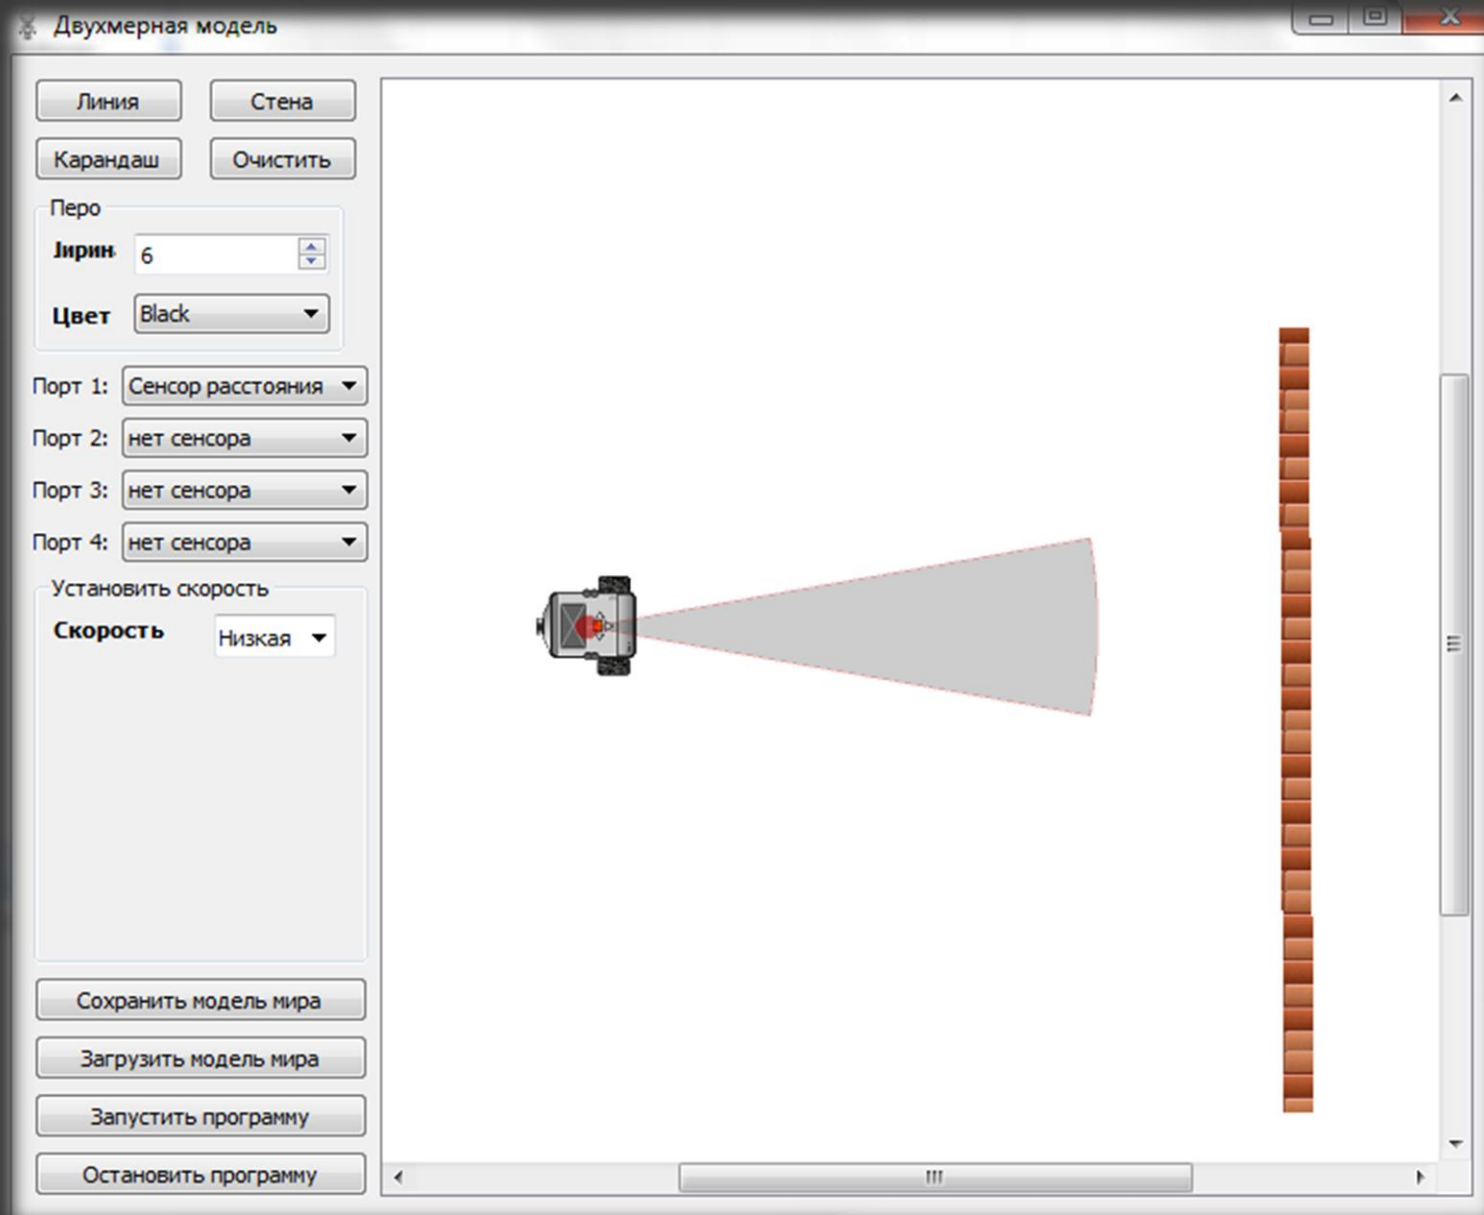 Двухмерная модель
Линия
Стена
Карандаш
Очистить
Перо
6
Цвет
Black
Порт 1:
Сенсор расстояния
Порт 2:
нет сенсора
Порт 3:
нет сенсора
Порт 4:
нет сенсора
Установить скорость
Скорость
Низкая
Сохранить модель мира
Загрузить модель мира
Запустить программу
Остановить программу